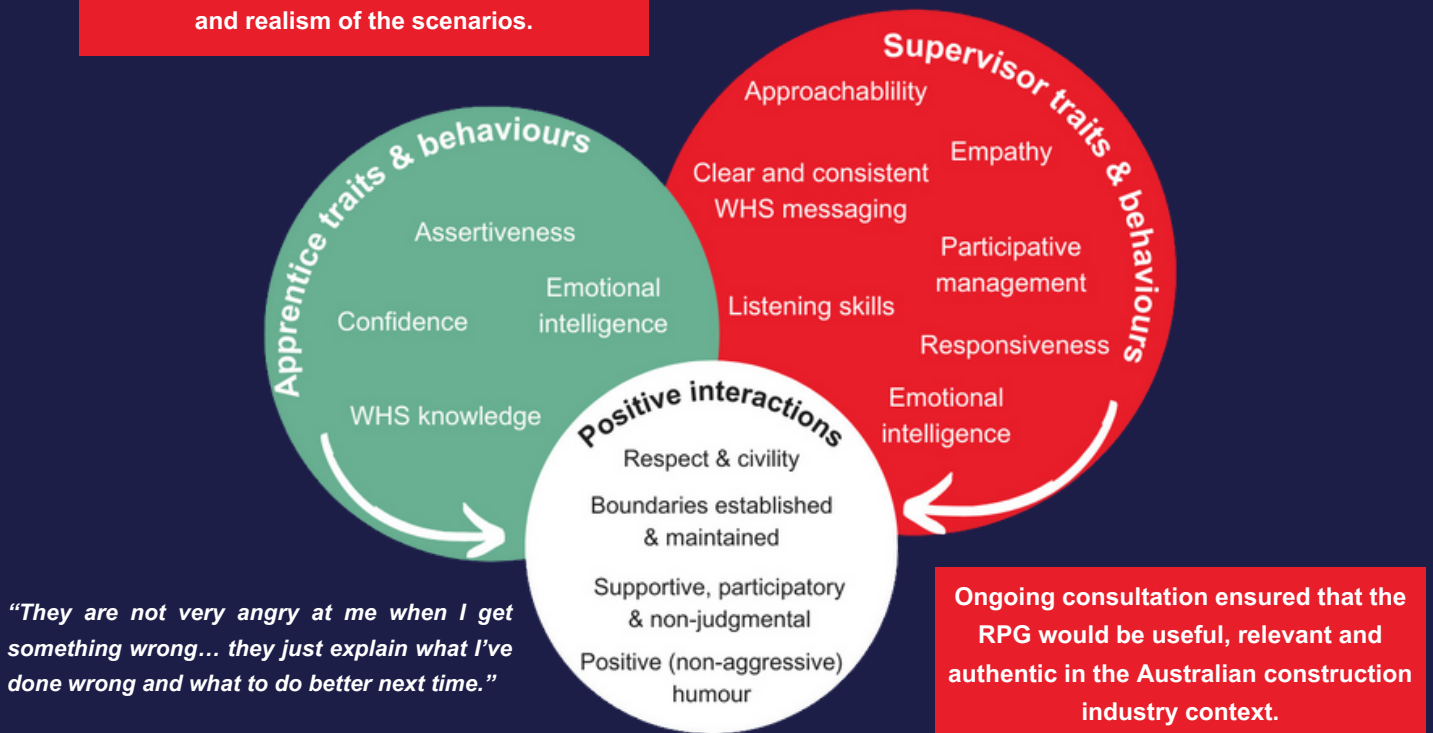 and realism of the scenarios.
Apprentice traits & behaviours
Assertiveness
Emotional
intelligence
Confidence
WHS knowledge
Supervisor traits & behaviours
Approachablility
Empathy
Clear and consistent
WHS messaging
Participative
management
Listening skills
Responsiveness
Emotional
intelligence
Positive interactions
Respect & civility
Boundaries established
& maintained
Supportive, participatory
& non-judgmental
Positive (non-aggressive)
humour
“They are not very angry at me when I get
something wrong… they just explain what I’ve
done wrong and what to do better next time.”
Ongoing consultation ensured that the
RPG would be useful, relevant and
authentic in the Australian construction
industry context.